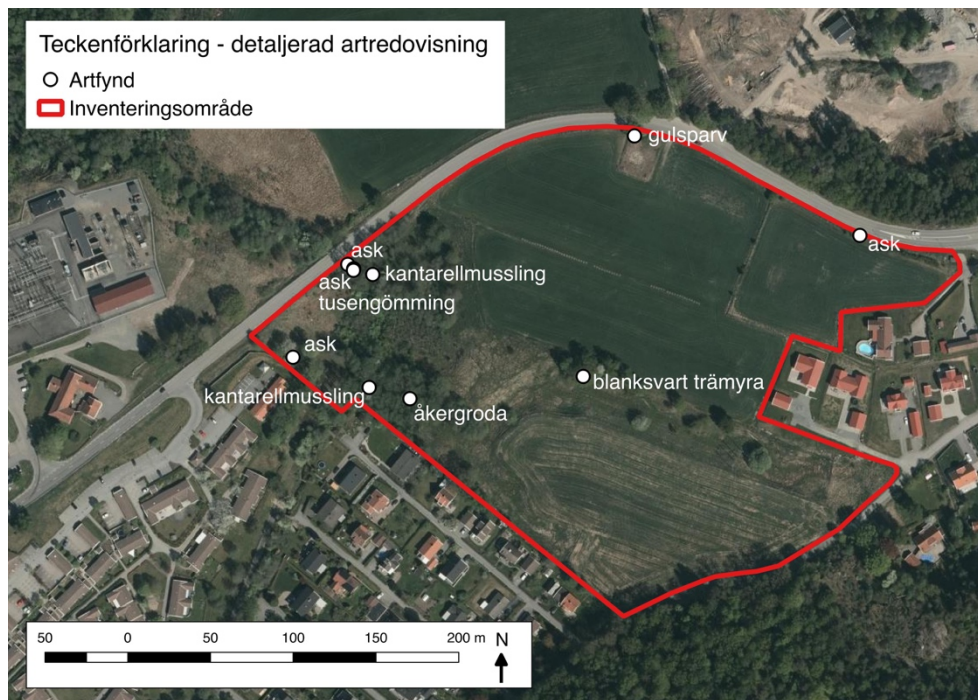 Teckenförklaring - detaljerad artredovisning
Artfynd
Inventeringsområde
gulsparv
ask
ask
kantarellmussling
ask
tusengömming
ask
kantarellmussling
åkergroda
blanksvart trämyra
50 0 50 100 150 200 m
N